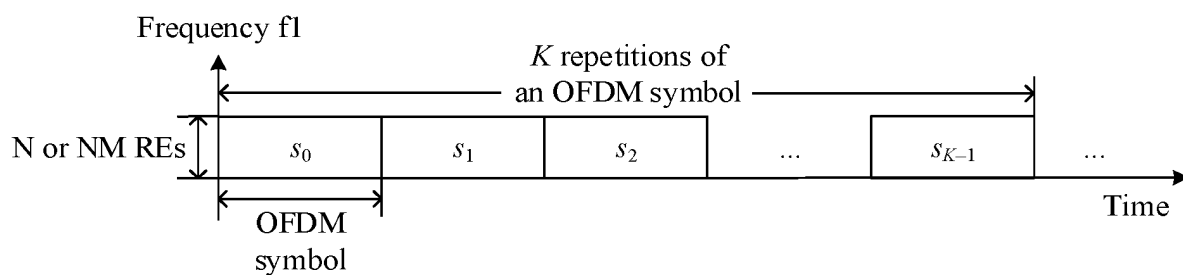 Frequency f1
K repetitions of
an OFDM symbol
N or NM REs
s0 s1 s2 ... sK–1 ...
Time
OFDM
symbol